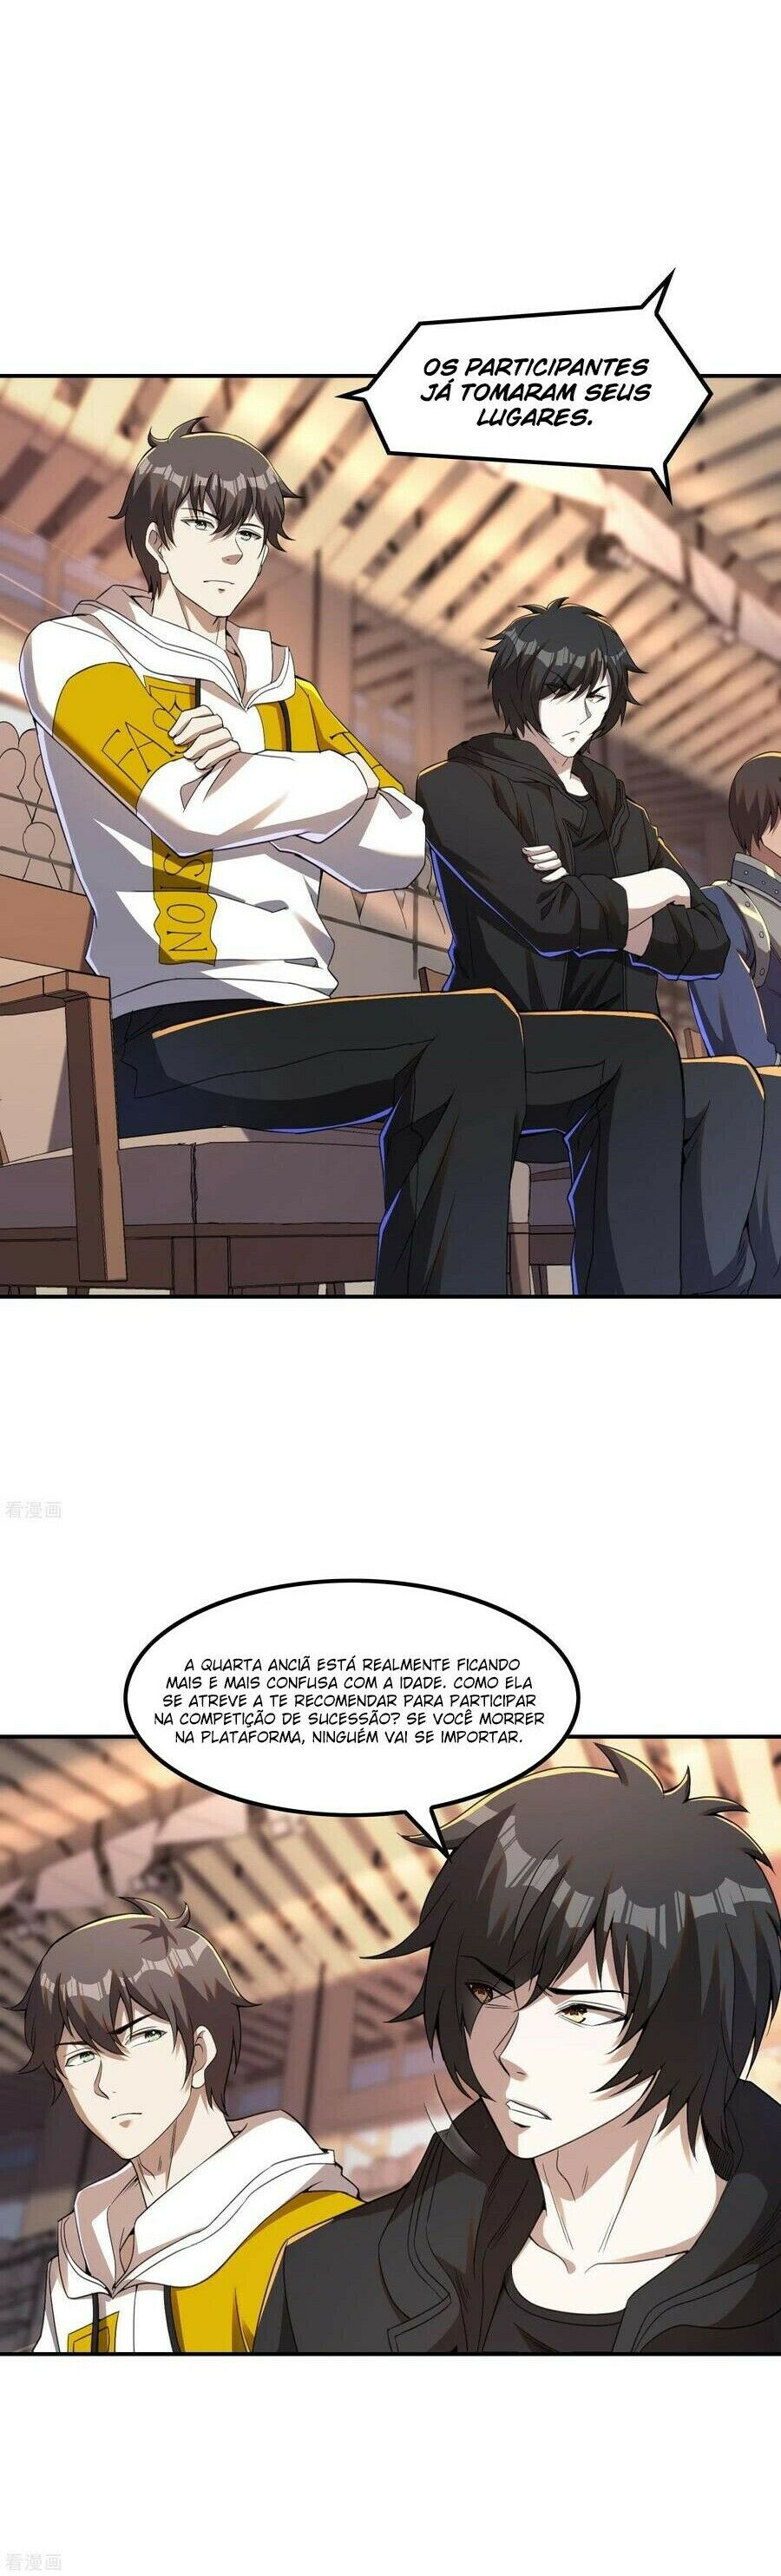 OS PARTICIPANTES
JÁ TOMARAM SEUS
LUGARES.
FAS
SION
看漫画
A QUARTA ANCIÃ ESTÁ REALMENTE FICANDO
MAIS E MAIS CONFUSA COM A IDADE. COMO ELA
SE ATREVE A TE RECOMENDAR PARA PARTICIPAR
NA COMPETIÇÃO DE SUCESSÃO? SE VOCÊ MORRER
NA PLATAFORMA, NINGUÉM VAI SE IMPORTAR.
看漫画